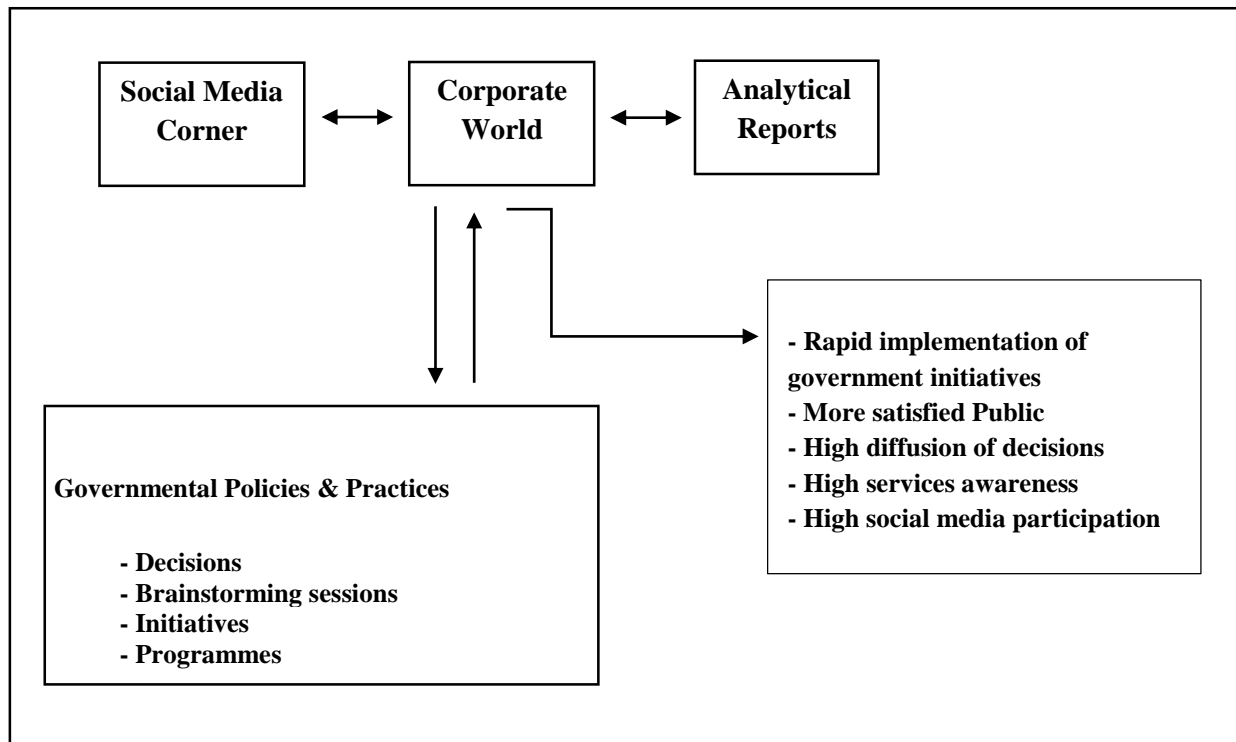 Social Media
Corner
Corporate
World
Analytical
Reports
- Rapid implementation of
government initiatives
- More satisfied Public
- High diffusion of decisions
- High services awareness
- High social media participation
Governmental Policies & Practices
- Decisions
- Brainstorming sessions
- Initiatives
- Programmes